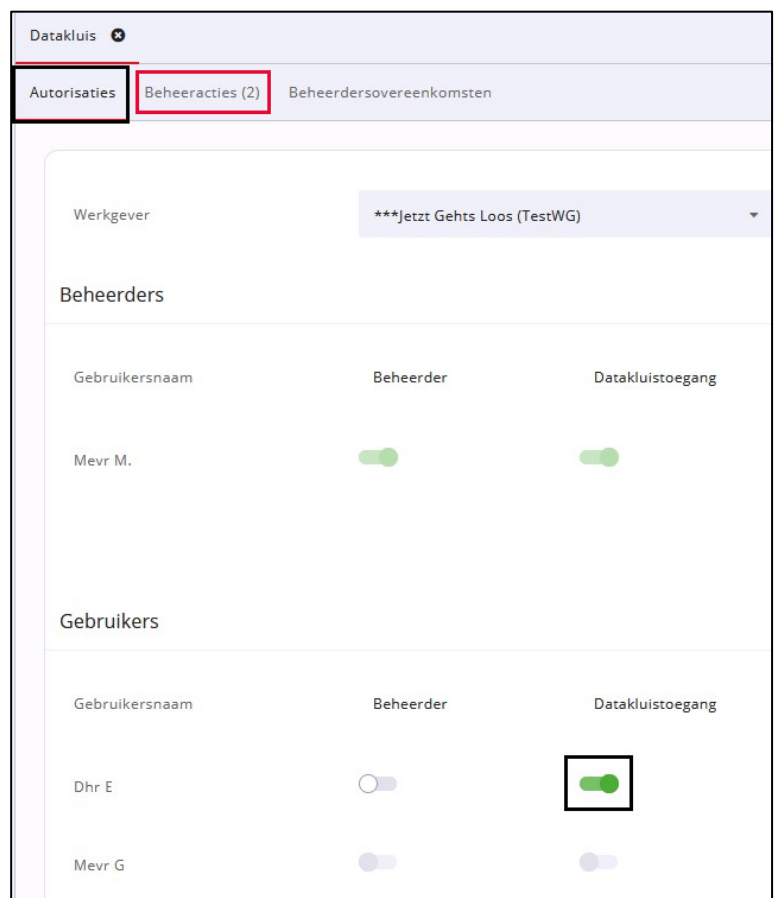 Datakluis
Autorisaties Beheeracties (2) Beheerdersovereenkomsten
Werkgever ***Jetzt Gehts Loos (TestWG)
Beheerders
Gebruikersnaam Beheerder Datakluistoegang
Mevr M.
Gebruikers
Gebruikersnaam Beheerder Datakluistoegang
Dhr E
Mevr G